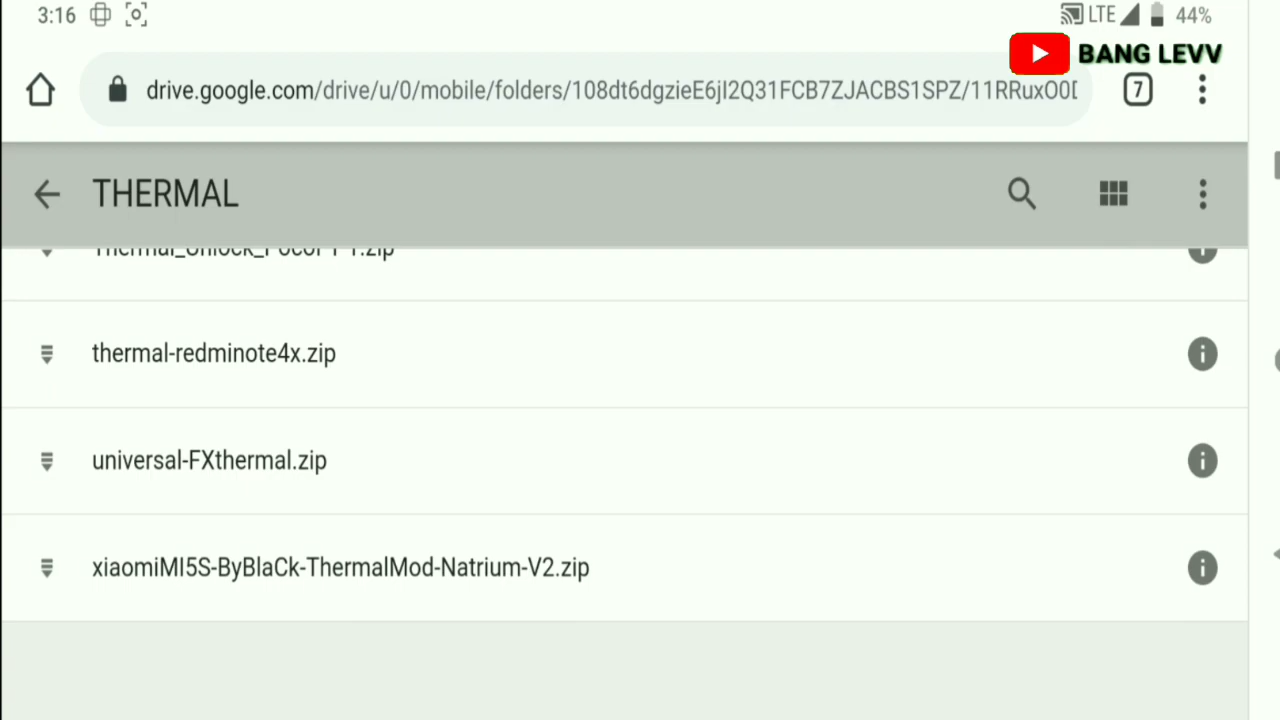 3:16 LTE 44%
BANG LEVV
drive.google.com/drive/u/0/mobile/folders/108dt6dgzieE6jI2Q31FCB7ZJACBS1SPZ/11RRuxO0
7
THERMAL
thermal-redminote4x.zip
universal-FXthermal.zip
xiaomiMI5S-ByBlaCk-ThermalMod-Natrium-V2.zip